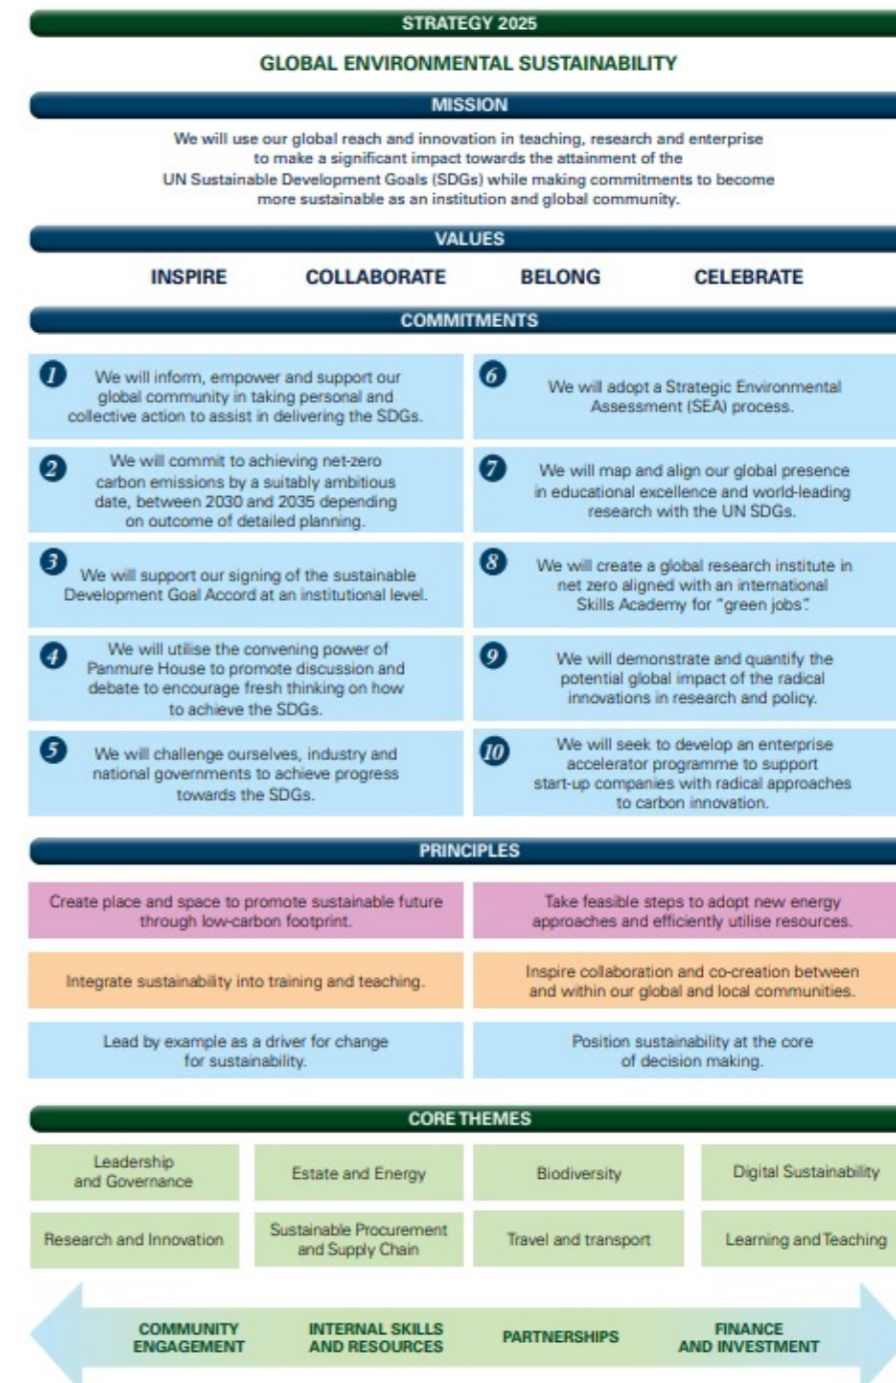 STRATEGY 2025
GLOBAL ENVIRONMENTAL SUSTAINABILITY
MISSION
We will use our global reach and innovation in teaching, research and enterprise
to make a significant impact towards the attainment of the
UN Sustainable Development Goals (SDGs) while making commitments to become
more sustainable as an institution and global community.
VALUES
INSPIRE COLLABORATE BELONG CELEBRATE
COMMITMENTS
1
We will inform, empower and support our
global community in taking personal and
collective action to assist in delivering the SDGs.
2
We will commit to achieving net-zero
carbon emissions by a suitably ambitious
date, between 2030 and 2035 depending
on outcome of detailed planning.
3
We will support our signing of the sustainable
Development Goal Accord at an institutional level.
4
We will utilise the convening power of
Panmure House to promote discussion and
debate to encourage fresh thinking on how
to achieve the SDGs.
5
We will challenge ourselves, industry and
national governments to achieve progress
towards the SDGs.
6
We will adopt a Strategic Environmental
Assessment (SEA) process.
7
We will map and align our global presence
in educational excellence and world-leading
research with the UN SDGs.
8
We will create a global research institute in
net zero aligned with an international
Skills Academy for "green jobs".
9
We will demonstrate and quantify the
potential global impact of the radical
innovations in research and policy.
10
We will seek to develop an enterprise
accelerator programme to support
start-up companies with radical approaches
to carbon innovation.
PRINCIPLES
Create place and space to promote sustainable future
through low-carbon footprint.
Take feasible steps to adopt new energy
approaches and efficiently utilise resources.
Integrate sustainability into training and teaching.
Inspire collaboration and co-creation between
and within our global and local communities.
Lead by example as a driver for change
for sustainability.
Position sustainability at the core
of decision making.
CORE THEMES
Leadership
and Governance
Estate and Energy
Biodiversity
Digital Sustainability
Research and Innovation
Sustainable Procurement
and Supply Chain
Travel and transport
Learning and Teaching
COMMUNITY
ENGAGEMENT
INTERNAL SKILLS
AND RESOURCES
PARTNERSHIPS
FINANCE
AND INVESTMENT